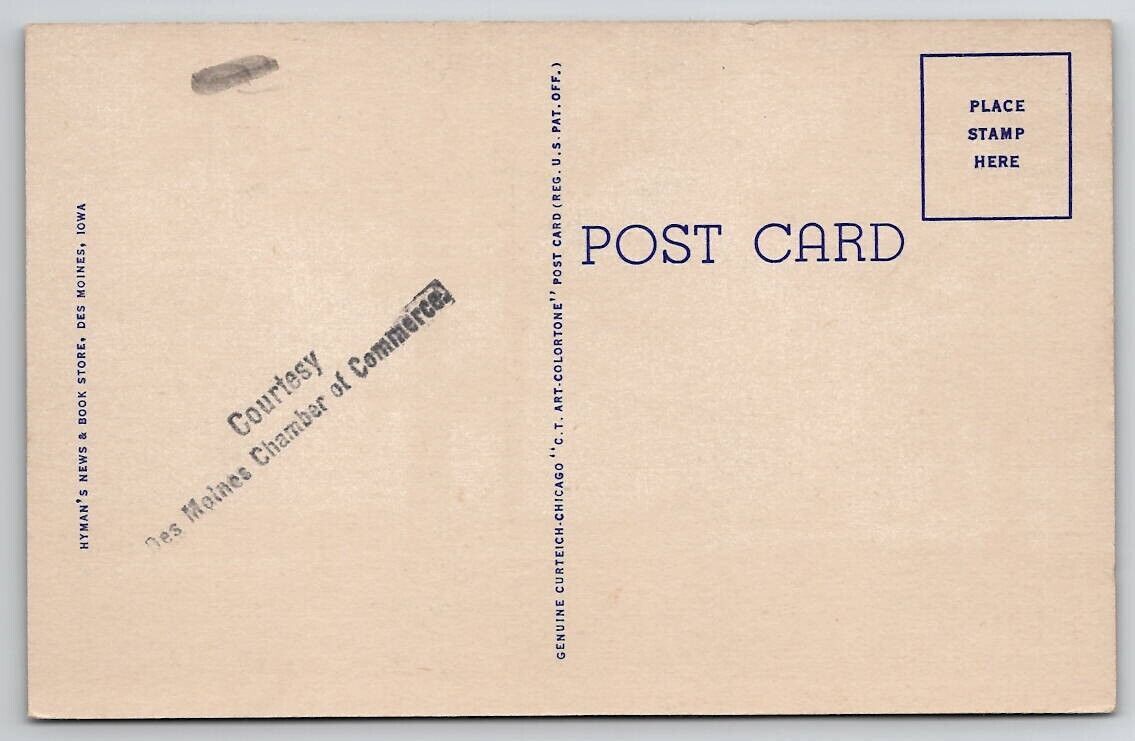 HYMAN'S NEWS & BOOK STORE, DES MOINES, IOWA
Courtesy
Des Moines Chamber of Commerce.
GENUINE CURTEICH-CHICAGO "C.T. ART-COLORTONE" POST CARD (REG. U.S. PAT. OFF.)
POST CARD
PLACE
STAMP
HERE